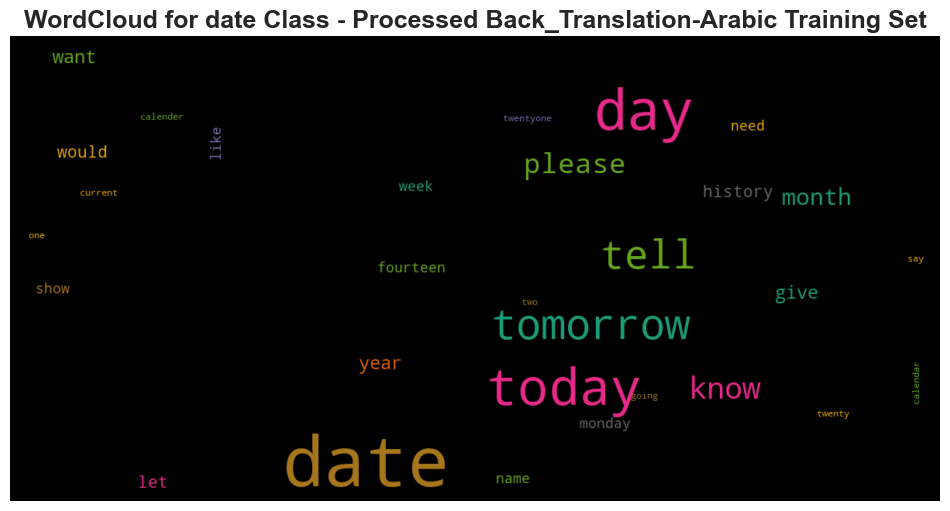 WordCloud for date Class - Processed Back_Translation-Arabic Training Set
want
day
calender
twentyone
need
like
would
please
week
history
month
current
one
tell
say
fourteen
show
give
two
tomorrow
year
today
know
calendar
going
twenty
monday
date
name
let